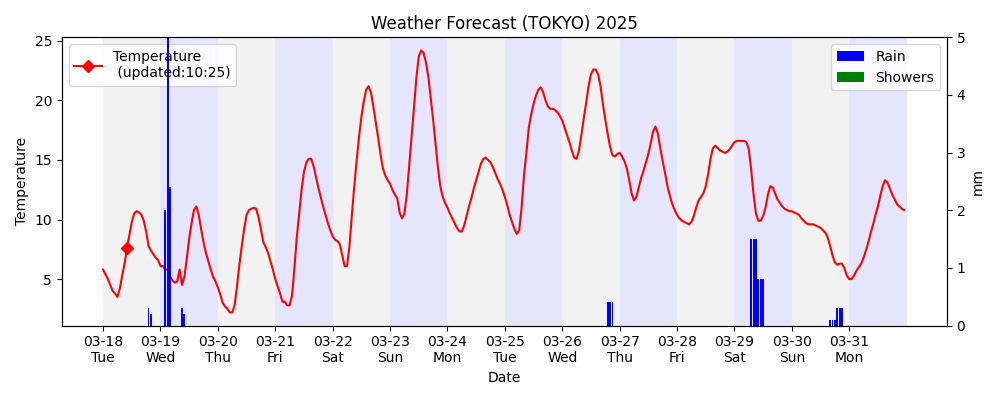 Weather Forecast (TOKYO) 2025
Temperature
(updated:10:25)
Rain
Showers
Temperature
25
20
15
10
5
mm
5
4
3
2
1
0
03-18 03-19 03-20 03-21 03-22 03-23 03-24 03-25 03-26 03-27 03-28 03-29 03-30 03-31
Tue Wed Thu Fri Sat Sun Mon Tue Wed Thu Fri Sat Sun Mon
Date